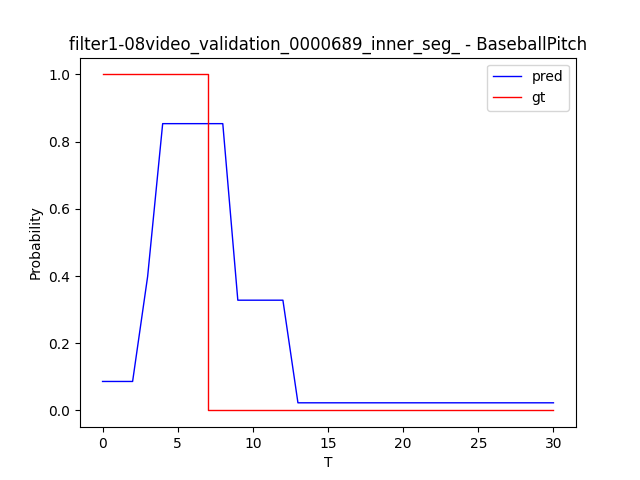 filter1-08video_validation_0000689_inner_seg_ - BaseballPitch
pred
gt
Probability
1.0
0.8
0.6
0.4
0.2
0.0
0 5 10 15 20 25 30
T